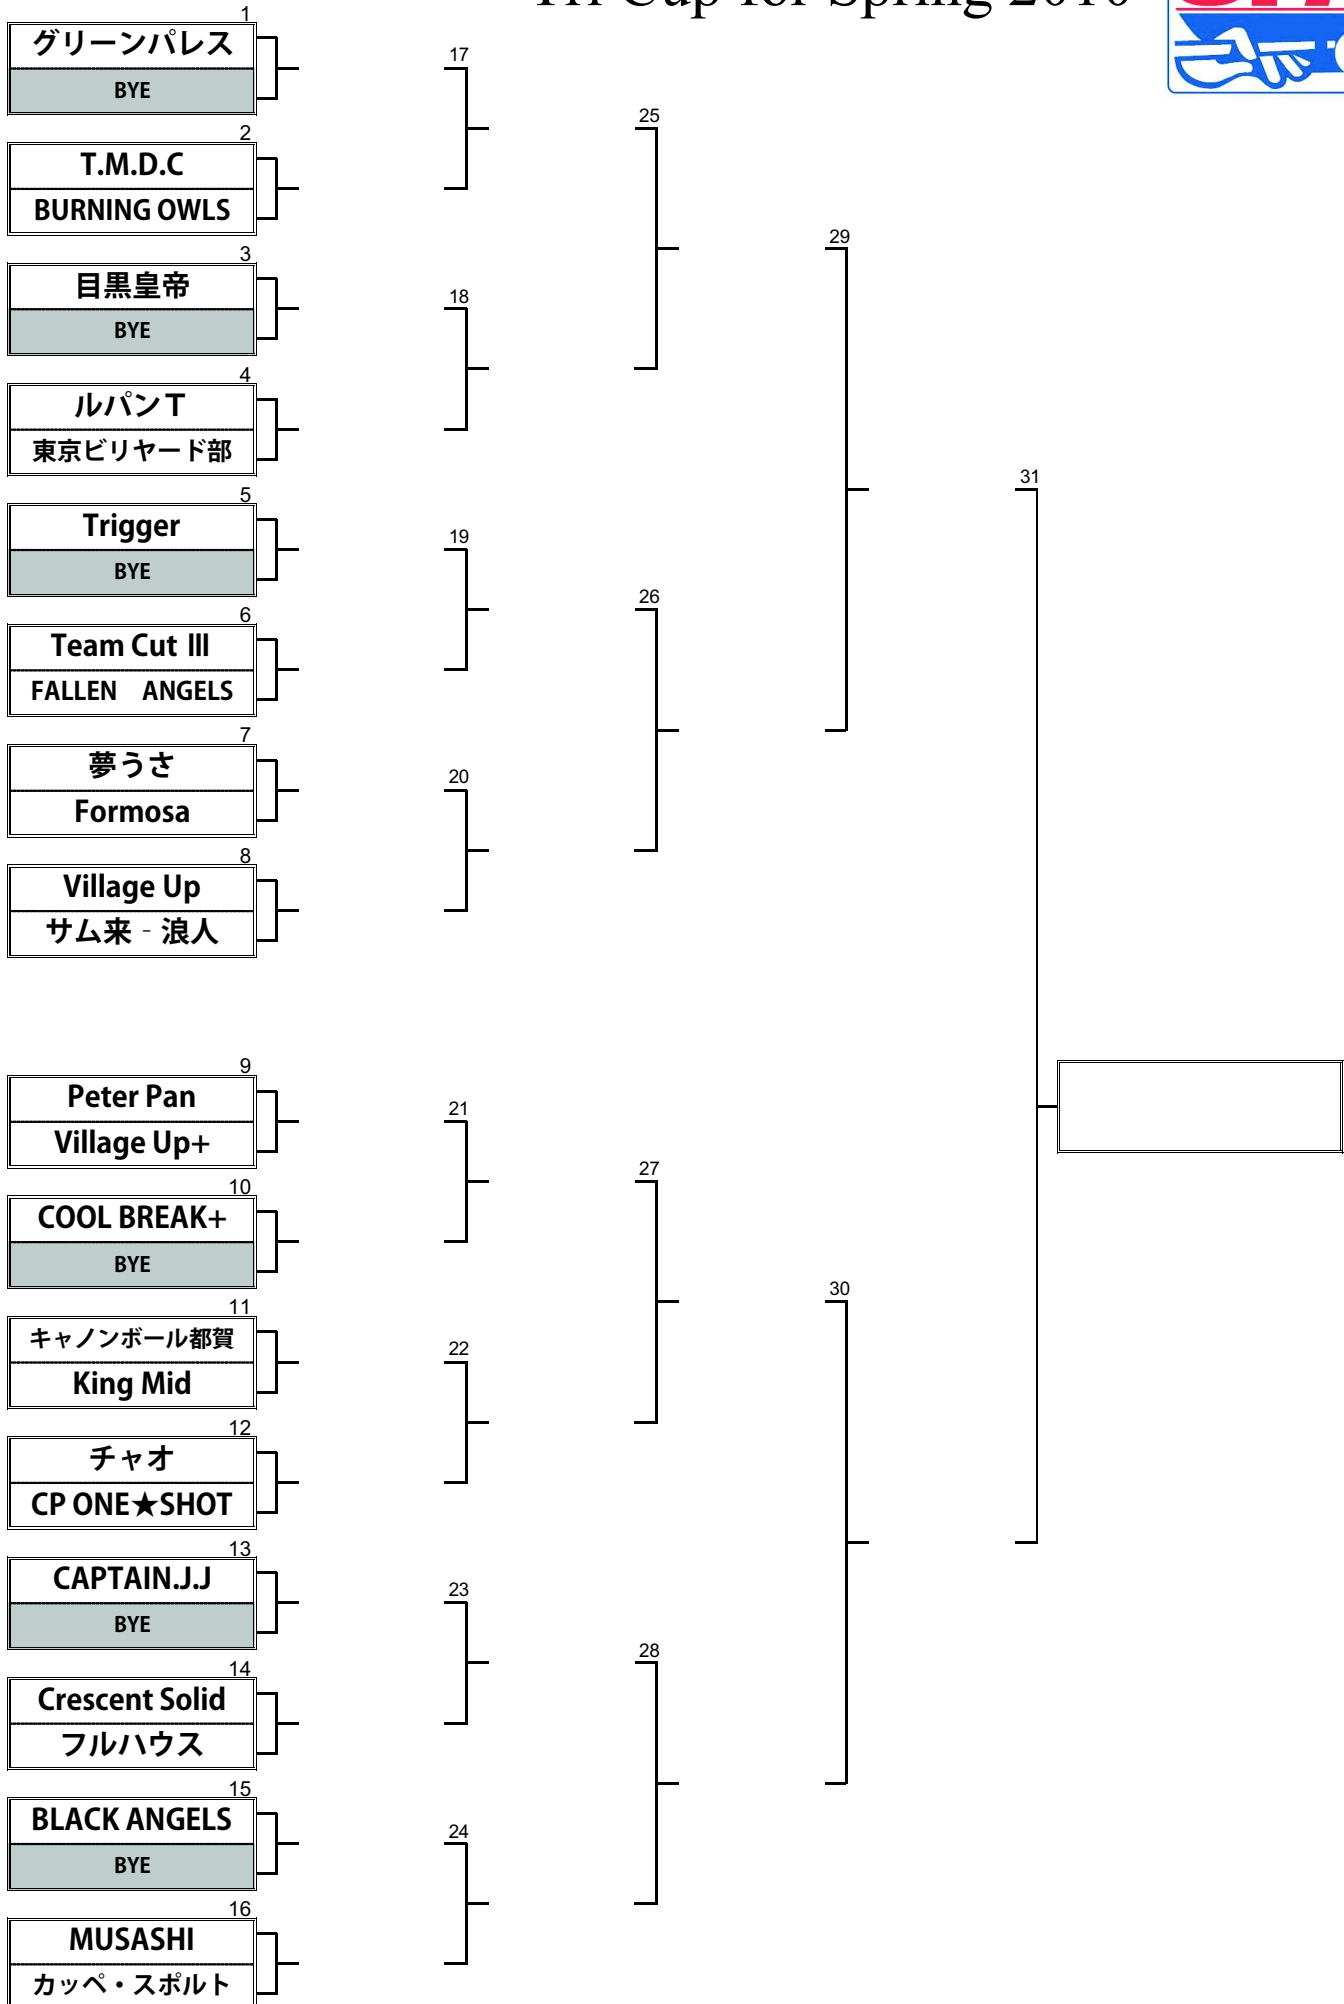 Tri Cup for Spring 2010
1
グリーンパレス
BYE
2
T.M.D.C
BURNING OWLS
3
目黒皇帝
BYE
4
ルパンT
東京ビリヤード部
5
Trigger
BYE
6
Team Cut Ⅲ
FALLEN　ANGELS
7
夢うさ
Formosa
8
Village Up
サム来‐浪人
9
Peter Pan
Village Up+
10
COOL BREAK+
BYE
11
キャノンボール都賀
King Mid
12
チャオ
CP ONE★SHOT
13
CAPTAIN.J.J
BYE
14
Crescent Solid
フルハウス
15
BLACK ANGELS
BYE
16
MUSASHI
カッペ・スポルト
17
18
19
20
21
22
23
24
25
26
27
28
29
30
31